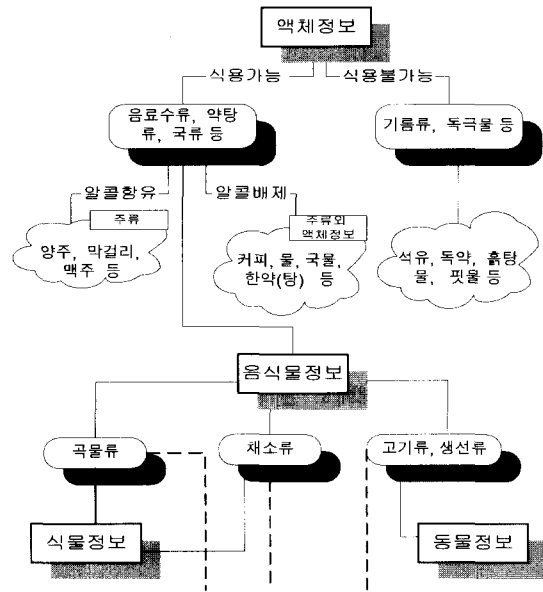 액체정보
식용가능
식용불가능
음료수류, 약탕
류, 국류 등
기름류, 독극물 등
알콜함유
알콜배제
주류
주류외
액체정보
양주, 막걸리,
맥주 등
커피, 물, 국물,
한약(탕) 등
석유, 독약, 흙탕
물, 핏물 등
음식물정보
곡물류
채소류
고기류, 생선류
식물정보
동물정보